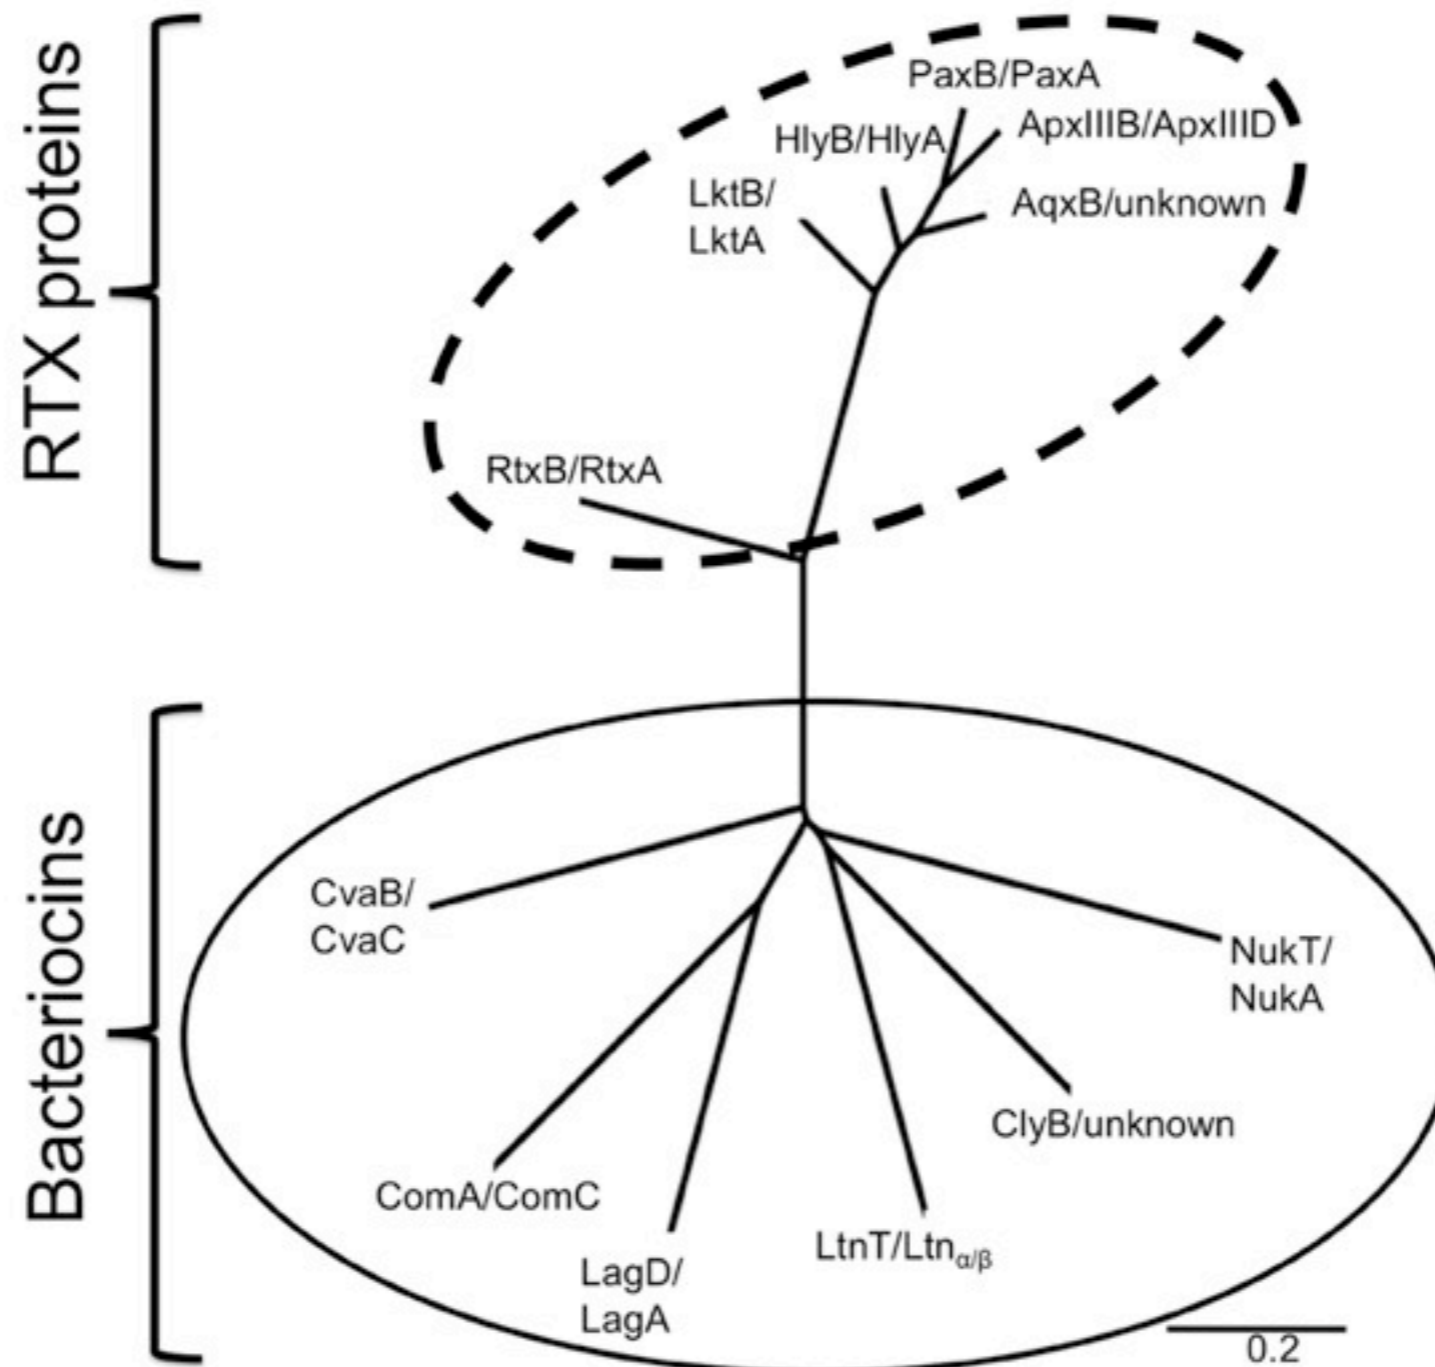 RTX proteins
PaxB/PaxA
ApxIIIB/ApxIIID
HlyB/HlyA
LktB/
LktA
AqxB/unknown
RtxB/RtxA
Bacteriocins
CvaB/
CvaC
NukT/
NukA
ClyB/unknown
ComA/ComC
LtnT/Ltnα/β
LagD/
LagA
0.2